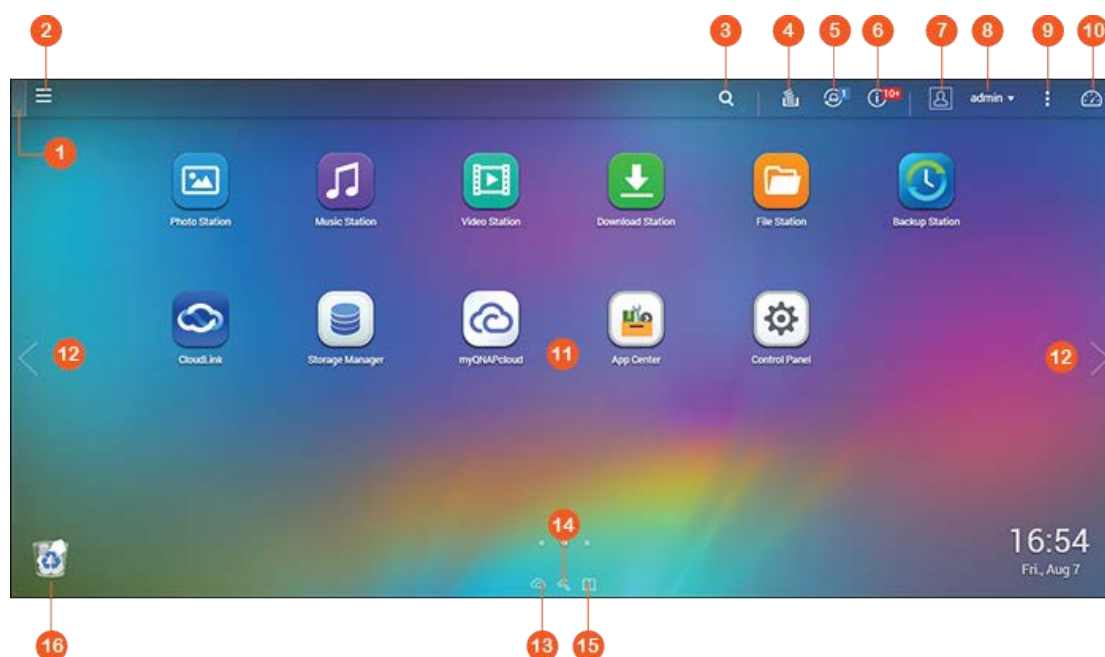 2
3
4
5
6
7
8
9
10
1
10+
admin
1
Photo Station
Music Station
Video Station
Download Station
File Station
Backup Station
12
CloudLink
Storage Manager
myQNAPcloud
11
App Center
Control Panel
12
14
16:54
Fri., Aug 7
16
13
15